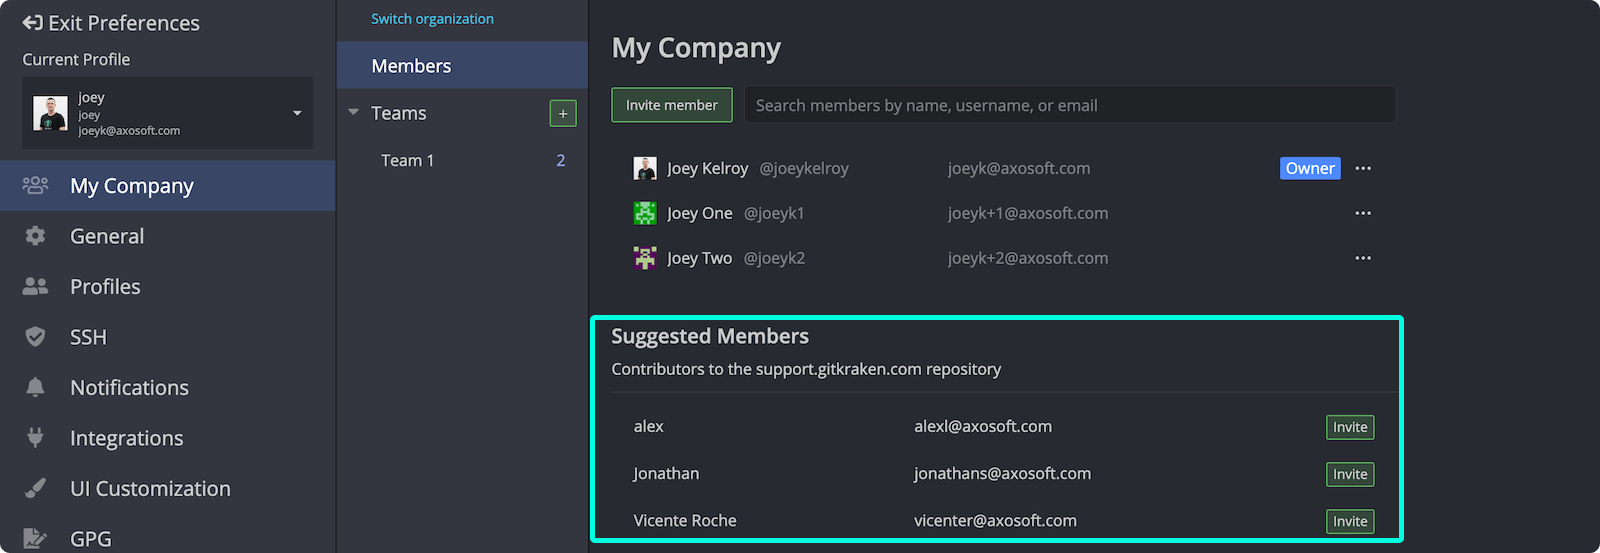 Exit Preferences
Current Profile
joey
joey
joeyk@axosoft.com
My Company
General
Profiles
SSH
Notifications
Integrations
UI Customization
GPG
Switch organization
Members
Teams +
Team 1 2
My Company
Invite member Search members by name, username, or email
Joey Kelroy @joeykelroy joeyk@axosoft.com Owner ...
Joey One @joeyk1 joeyk+1@axosoft.com ...
Joey Two @joeyk2 joeyk+2@axosoft.com ...
Suggested Members
Contributors to the support.gitkraken.com repository
alex alexl@axosoft.com Invite
Jonathan jonathans@axosoft.com Invite
Vicente Roche vicenter@axosoft.com Invite